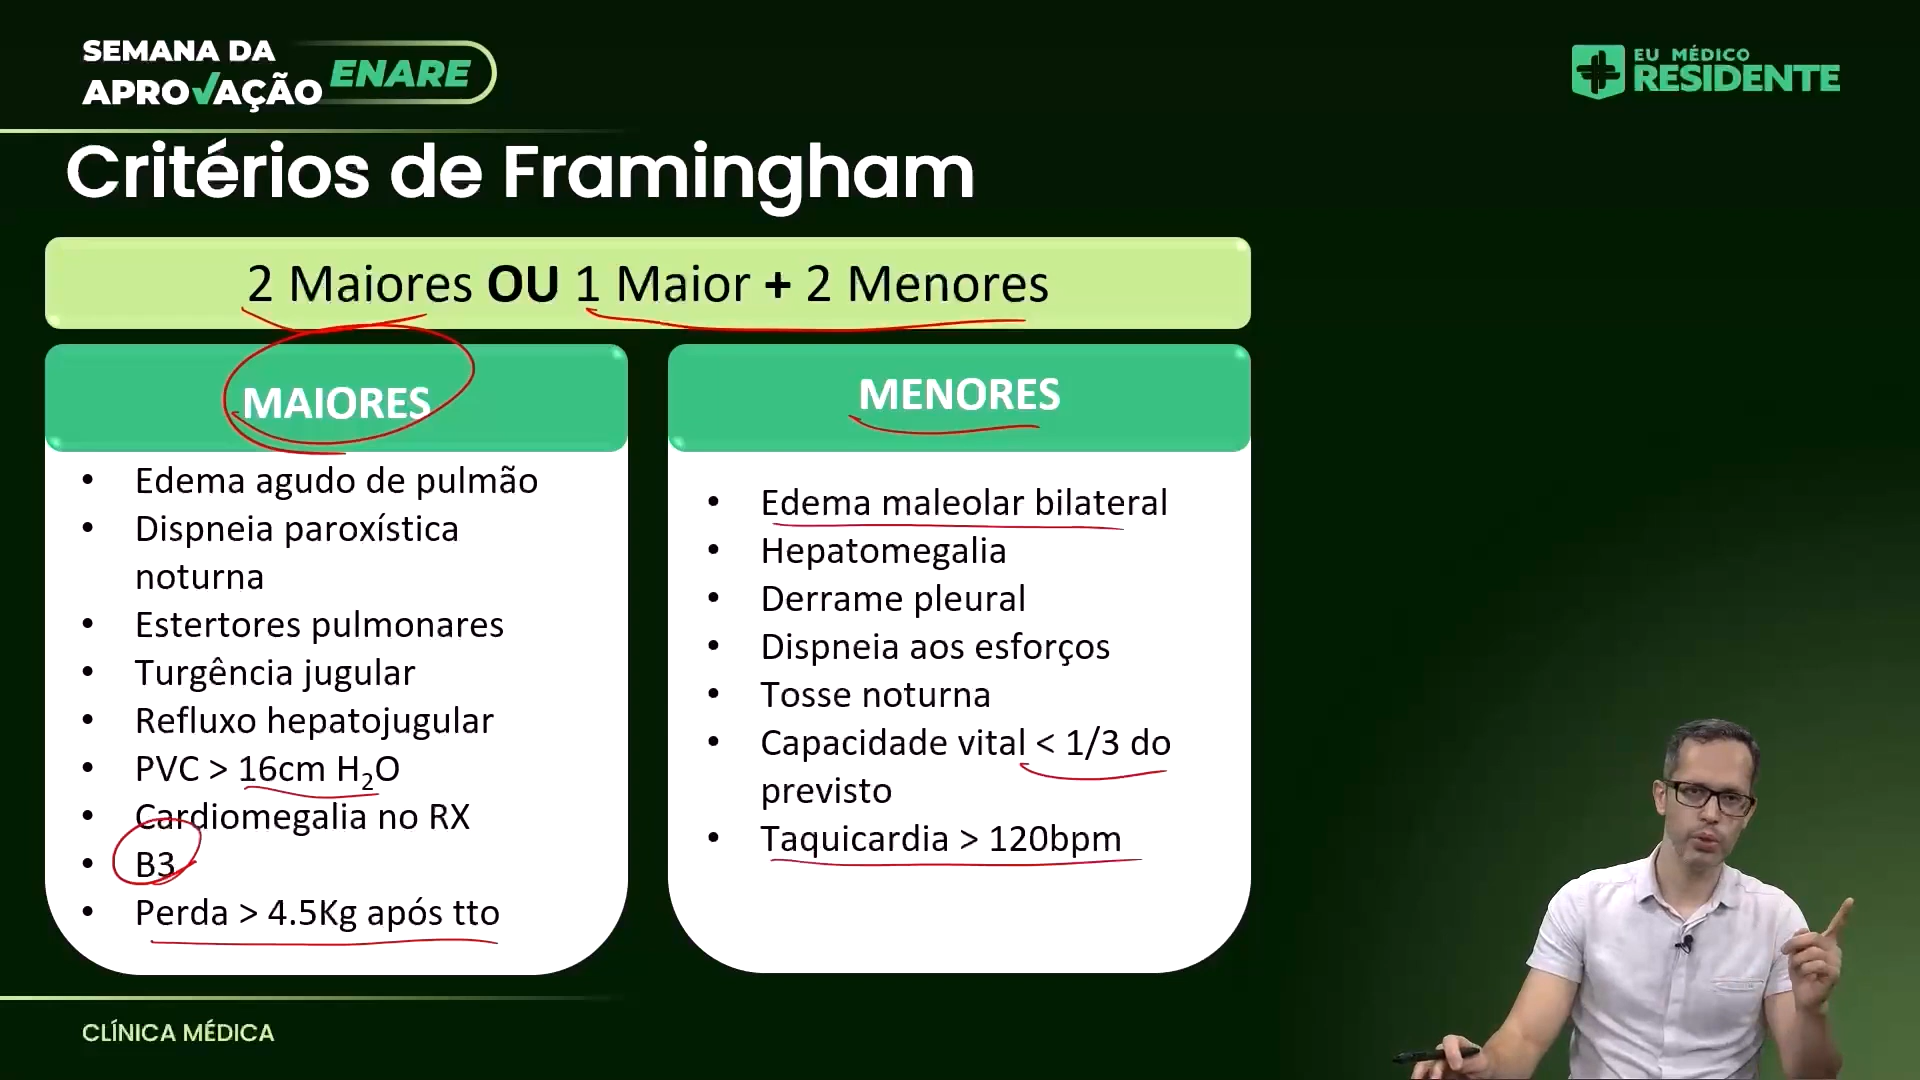 SEMANA DA
APROVAÇÃO ENARE
EU MÉDICO
RESIDENTE
Critérios de Framingham
2 Maiores OU 1 Maior + 2 Menores
MAIORES
• Edema agudo de pulmão
• Dispneia paroxística
noturna
• Estertores pulmonares
• Turgência jugular
• Refluxo hepatojugular
• PVC > 16cm H₂O
• Cardiomegalia no RX
• B3
• Perda > 4.5Kg após tto
MENORES
• Edema maleolar bilateral
• Hepatomegalia
• Derrame pleural
• Dispneia aos esforços
• Tosse noturna
• Capacidade vital < 1/3 do
previsto
• Taquicardia > 120bpm
CLÍNICA MÉDICA